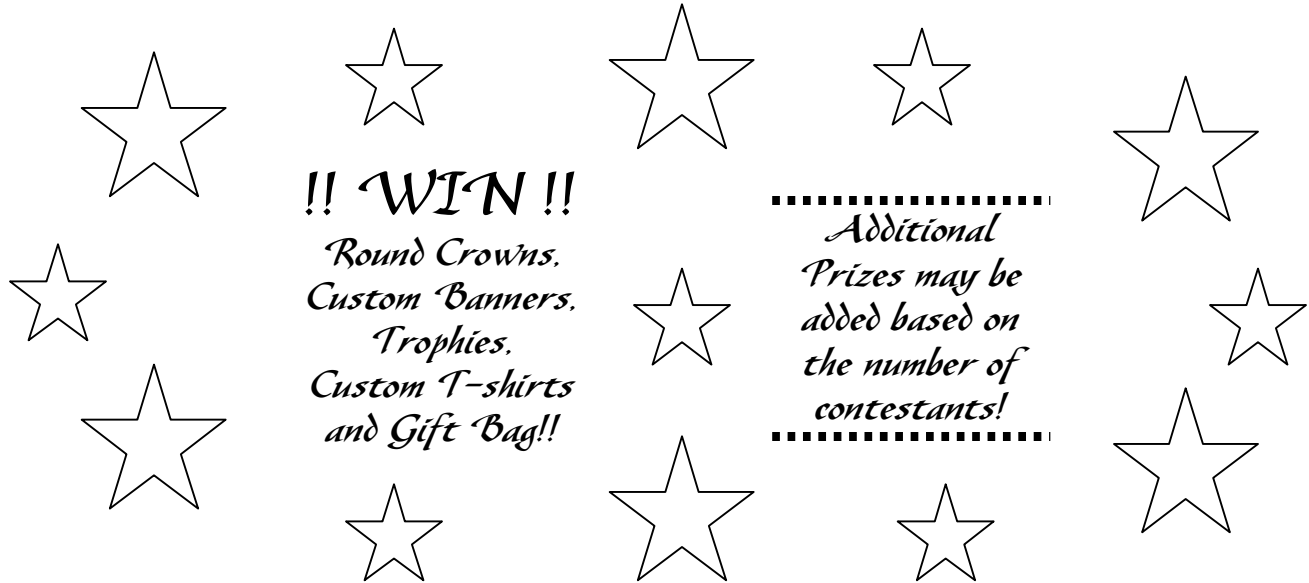 !! WIN !!
Round Crowns,
Custom Banners,
Trophies,
Custom T-shirts
and Gift Bag!!
Additional
Prizes may be
added based on
the number of
contestants!